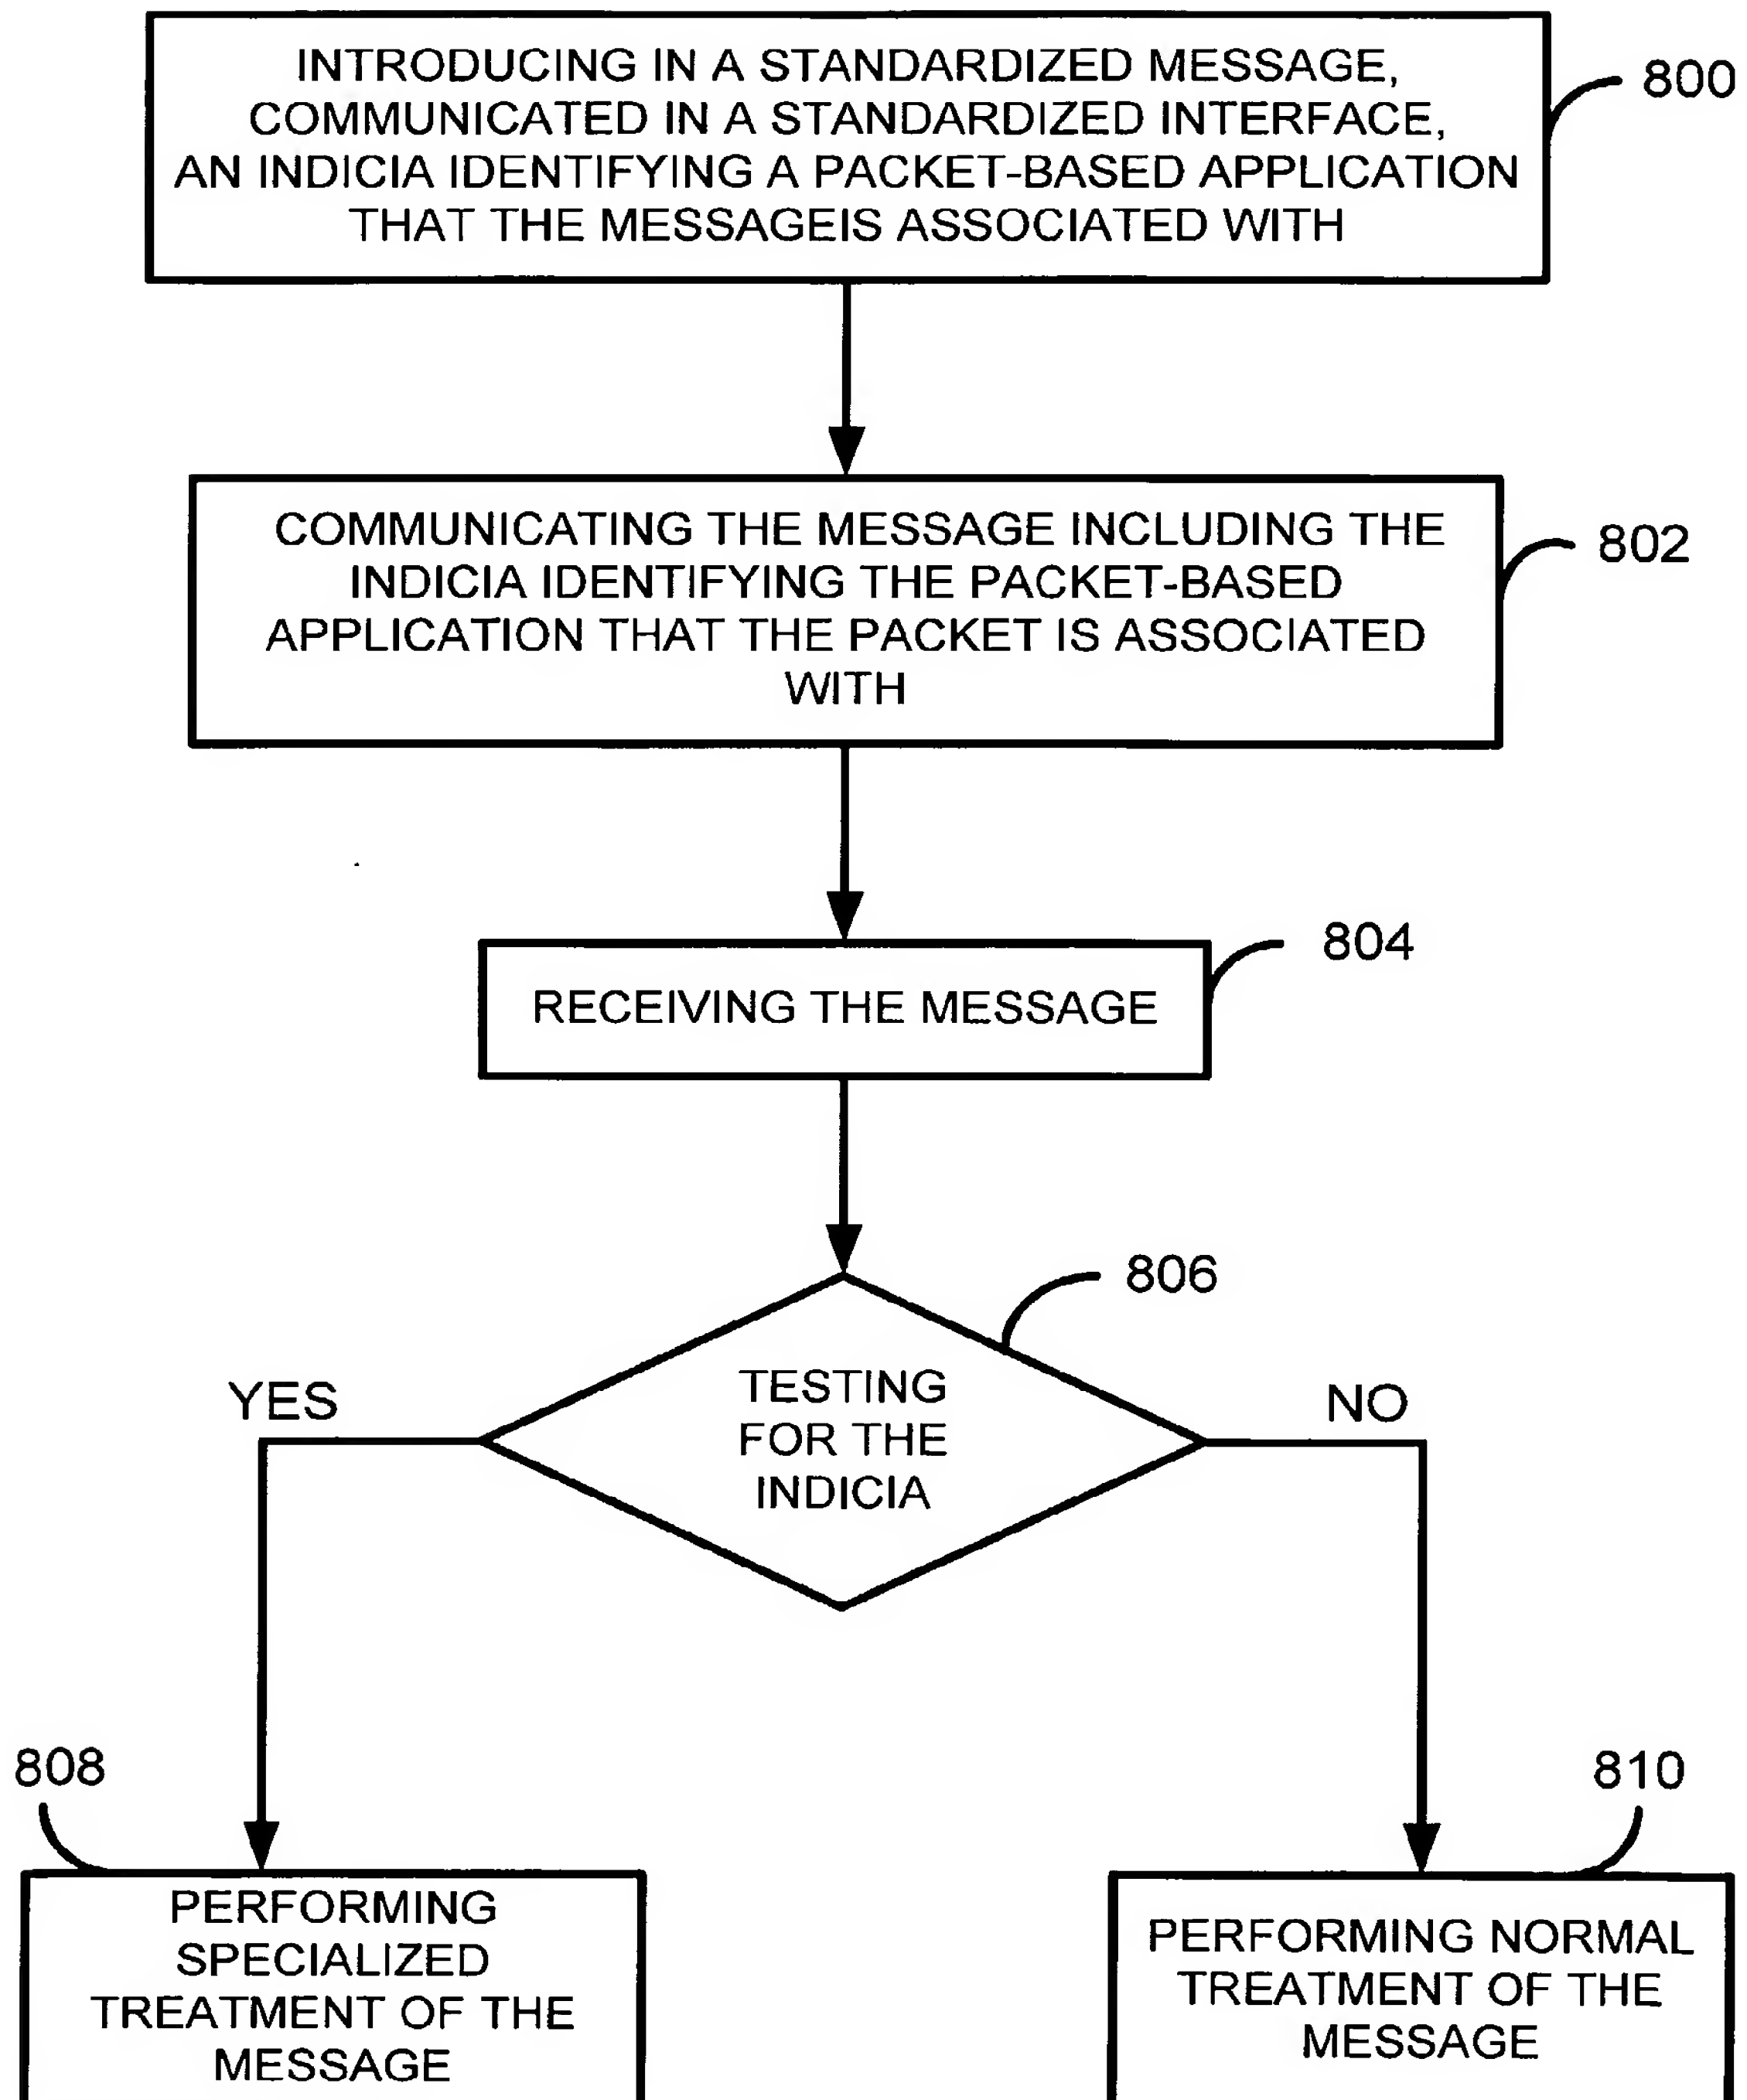 INTRODUCING IN A STANDARDIZED MESSAGE,
COMMUNICATED IN A STANDARDIZED INTERFACE,
AN INDICIA IDENTIFYING A PACKET-BASED APPLICATION
THAT THE MESSAGEIS ASSOCIATED WITH
800
COMMUNICATING THE MESSAGE INCLUDING THE
INDICIA IDENTIFYING THE PACKET-BASED
APPLICATION THAT THE PACKET IS ASSOCIATED
WITH
802
RECEIVING THE MESSAGE
804
806
TESTING
FOR THE
INDICIA
YES
NO
808
810
PERFORMING
SPECIALIZED
TREATMENT OF THE
MESSAGE
PERFORMING NORMAL
TREATMENT OF THE
MESSAGE